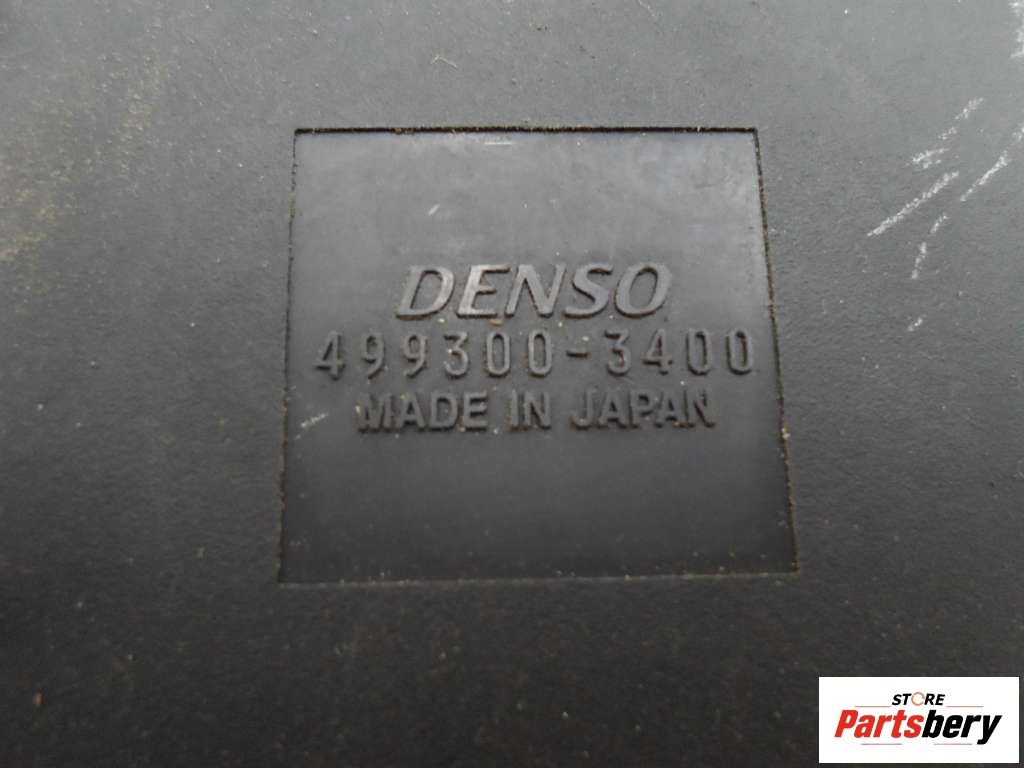 DENSO
499300-3400
MADE IN JAPAN
STORE
Partsbery